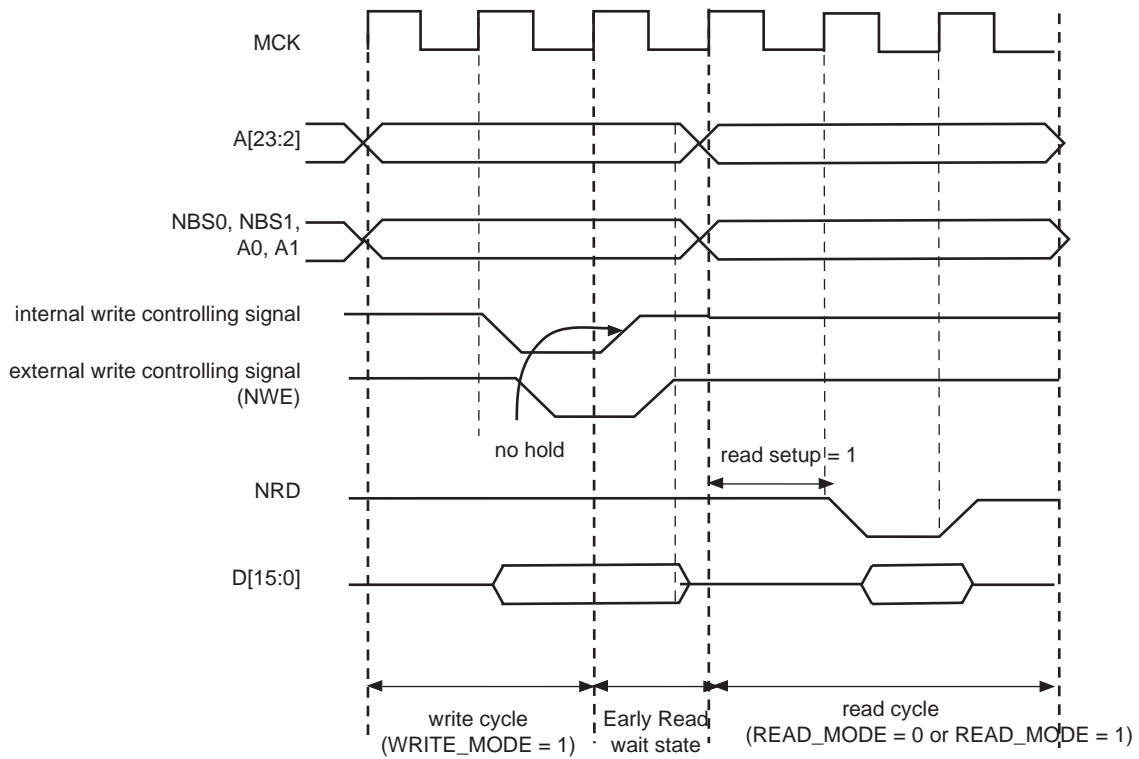 MCK
A[23:2]
NBS0, NBS1,
A0, A1
internal write controlling signal
external write controlling signal
(NWE)
no hold
read setup = 1
NRD
D[15:0]
write cycle
(WRITE_MODE = 1)
Early Read
wait state
read cycle
(READ_MODE = 0 or READ_MODE = 1)